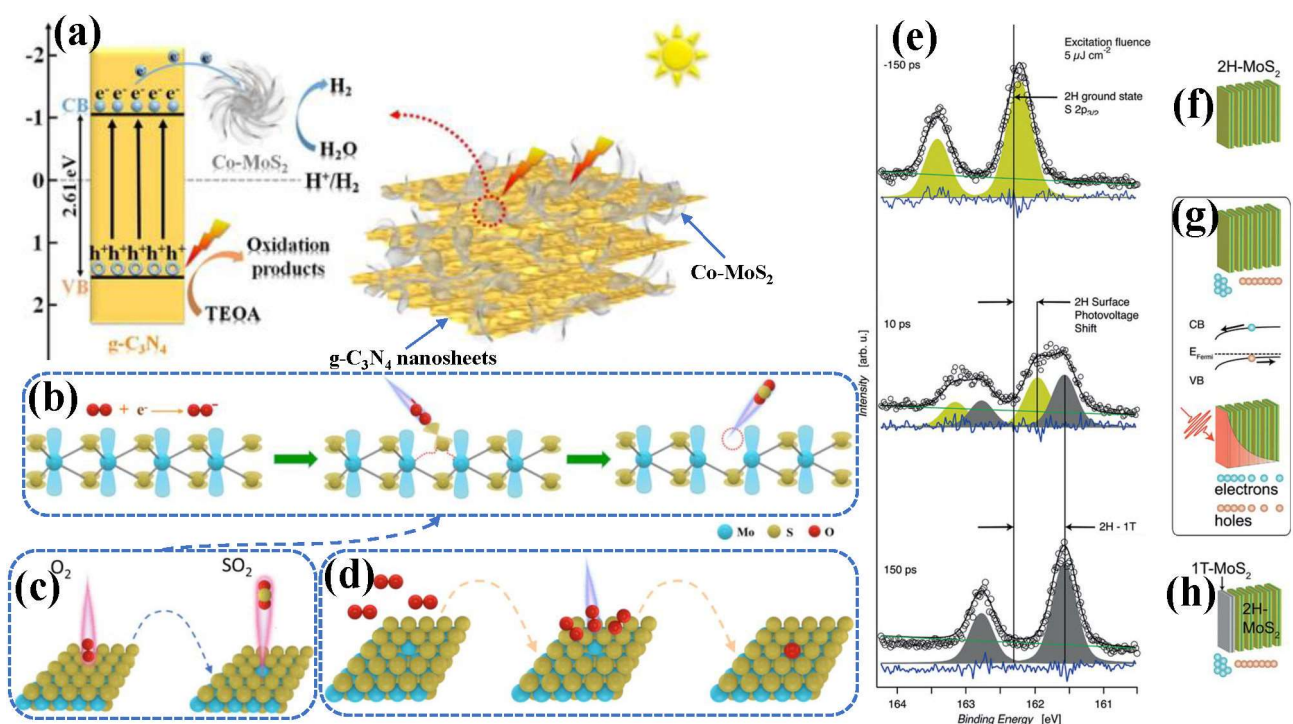 (a)
-2
-1
0
1
2
CB
VB
2.61 eV
e⁻
e⁻
e⁻ e⁻ e⁻ e⁻ e⁻
h⁺ h⁺ h⁺ h⁺ h⁺
Co-MoS₂
H₂
H₂O
H⁺/H₂
Oxidation
products
TEOA
g-C₃N₄
Co-MoS₂
g-C₃N₄ nanosheets
(b)
+ e⁻
-
Mo
S
O
(c)
O₂
SO₂
(d)
(e)
-150 ps
Excitation fluence
5 µJ cm⁻²
2H ground state
S 2p₃/₂
10 ps
2H Surface
Photovoltage
Shift
Intensity [arb. u.]
150 ps
2H - 1T
164
163
162
161
Binding Energy [eV]
2H-MoS₂
(f)
(g)
CB
E Fermi
VB
electrons
holes
1T-MoS₂
(h)
2H-
MoS₂